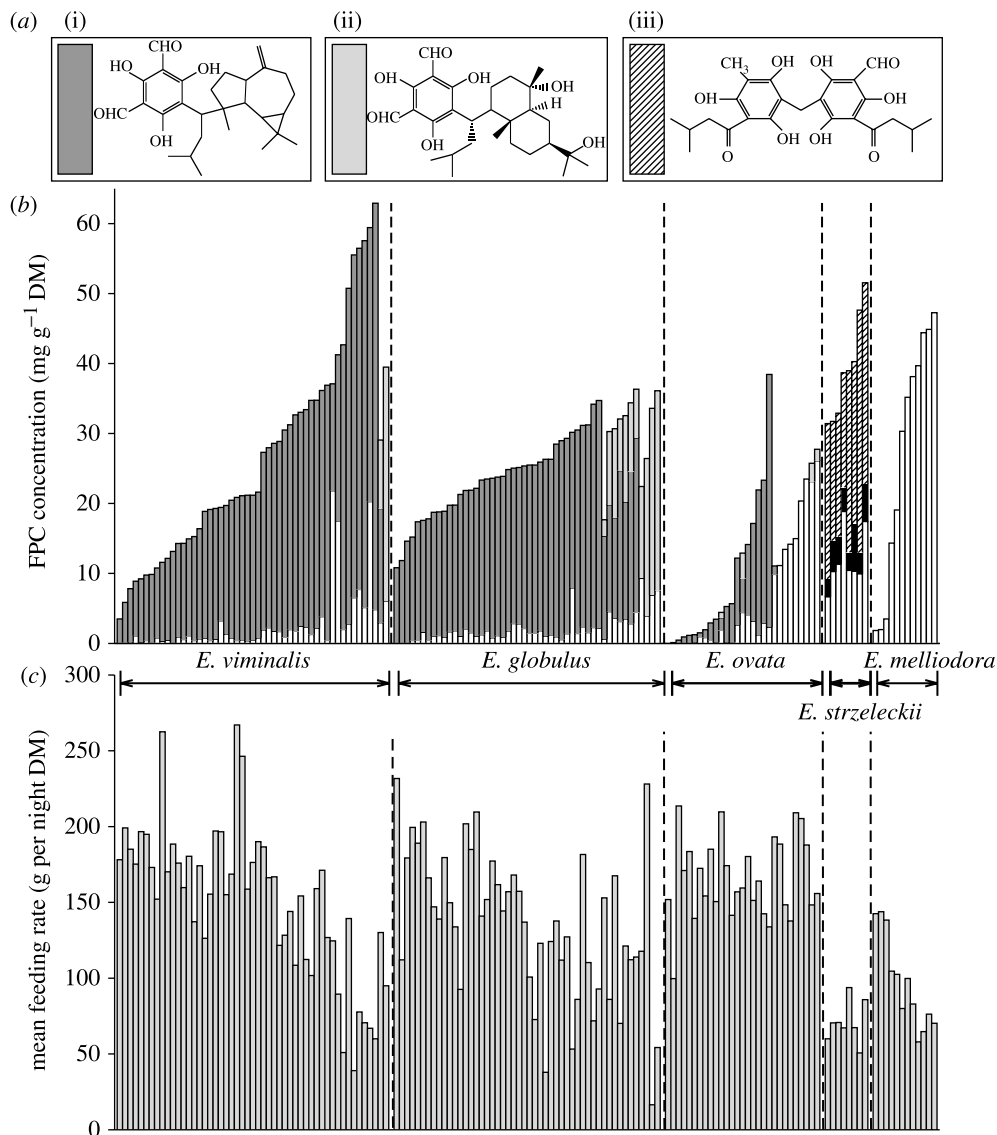 (a) (i) (ii) (iii)
CHO
HO
OH
OHC
OH
CHO
HO
OH
OH
H
OHC
OH
OH
CH3
OH
OH
CHO
OH
OH
OH
OH
O
O
(b)
60
50
40
30
20
10
0
FPC concentration (mg g−1 DM)
E. viminalis E. globulus E. ovata E. melliodora
E. strzeleckii
(c)
300
250
200
150
100
50
0
mean feeding rate (g per night DM)